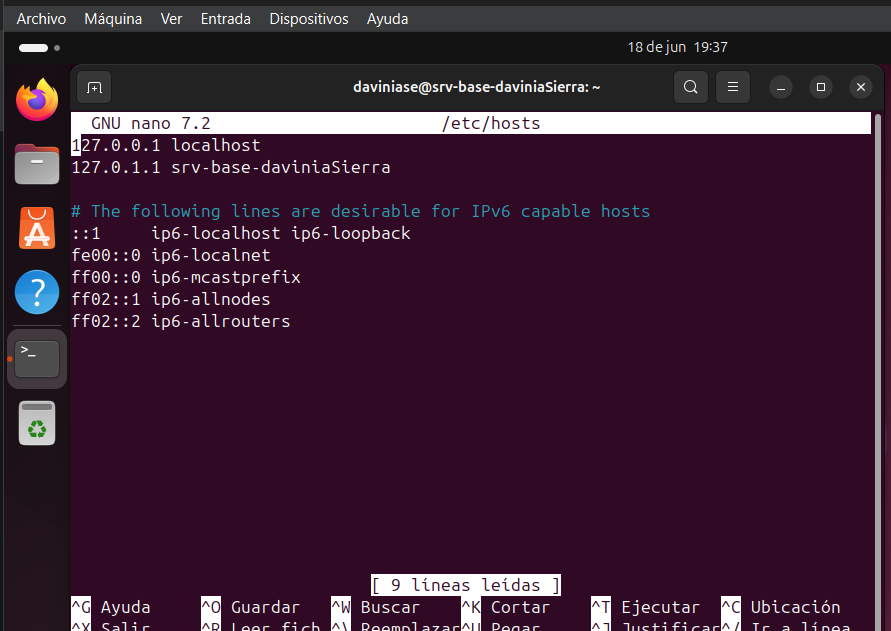 Archivo Máquina Ver Entrada Dispositivos Ayuda
18 de jun 19:37
daviniase@srv-base-daviniaSierra: ~
GNU nano 7.2 /etc/hosts
127.0.0.1 localhost
127.0.1.1 srv-base-daviniaSierra
# The following lines are desirable for IPv6 capable hosts
::1 ip6-localhost ip6-loopback
fe00::0 ip6-localnet
ff00::0 ip6-mcastprefix
ff02::1 ip6-allnodes
ff02::2 ip6-allrouters
[ 9 líneas leídas ]
^G Ayuda ^O Guardar ^W Buscar ^K Cortar ^T Ejecutar ^C Ubicación
^X Salir ^R Leer fich. ^\ Reemplazar ^U Pegar ^J Justificar ^/ Ir a línea